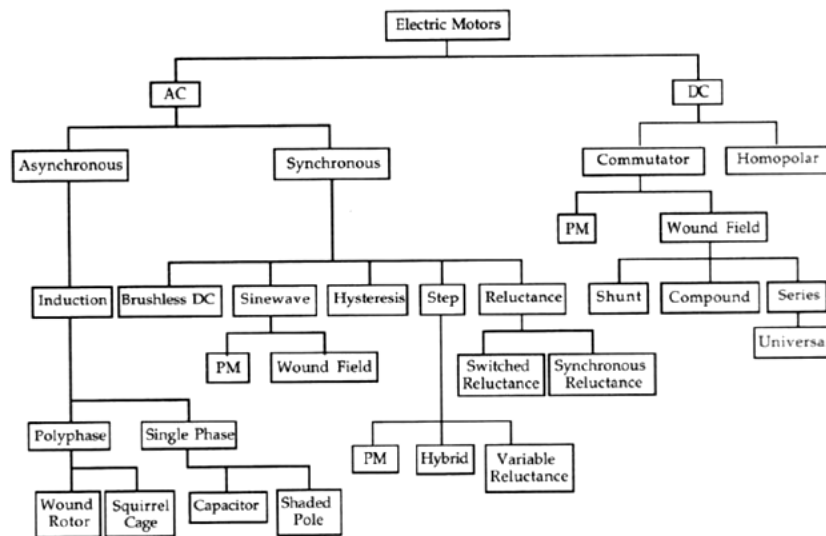 Electric Motors
AC
DC
Asynchronous
Synchronous
Commutator
Homopolar
PM
Wound Field
Induction
Brushless DC
Sinewave
Hysteresis
Step
Reluctance
Shunt
Compound
Series
Universa
PM
Wound Field
Switched
Reluctance
Synchronous
Reluctance
Polyphase
Single Phase
PM
Hybrid
Variable
Reluctance
Wound
Rotor
Squirrel
Cage
Capacitor
Shaded
Pole